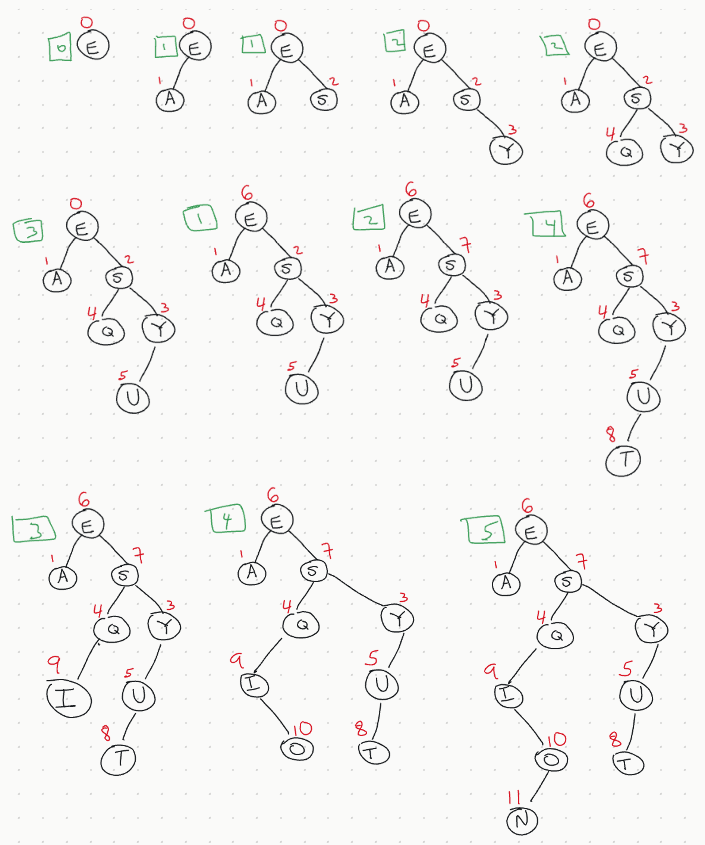 0 0 0 0 0
0 E 1 E 1 E 2 E 2 E
1 1 2 1 2 1 2
A A S A S A S
3 4 3
Y Q Y
0 6 6 6
3 E 1 E 2 E 4 E
1 2 1 2 1 7 1 7
A S A S A S A S
4 3 4 3 4 3 4 3
Q Y Q Y Q Y Q Y
5 5 5 5
U U U U
8
T
6 6 6
3 E 4 E 5 E
1 7 1 7 1 7
A S A S A S
4 3 4 3 4 3
Q Y Q Y Q Y
9 5 9 5 9 5
I U I U I U
8 10 8 10 8
T O T O T
11
N